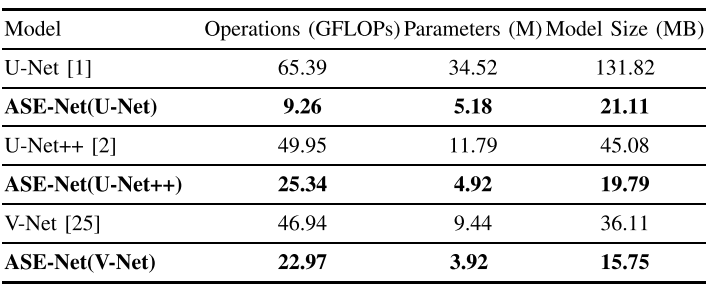 Model Operations (GFLOPs) Parameters (M) Model Size (MB)
U-Net [1] 65.39 34.52 131.82
ASE-Net(U-Net) 9.26 5.18 21.11
U-Net++ [2] 49.95 11.79 45.08
ASE-Net(U-Net++) 25.34 4.92 19.79
V-Net [25] 46.94 9.44 36.11
ASE-Net(V-Net) 22.97 3.92 15.75